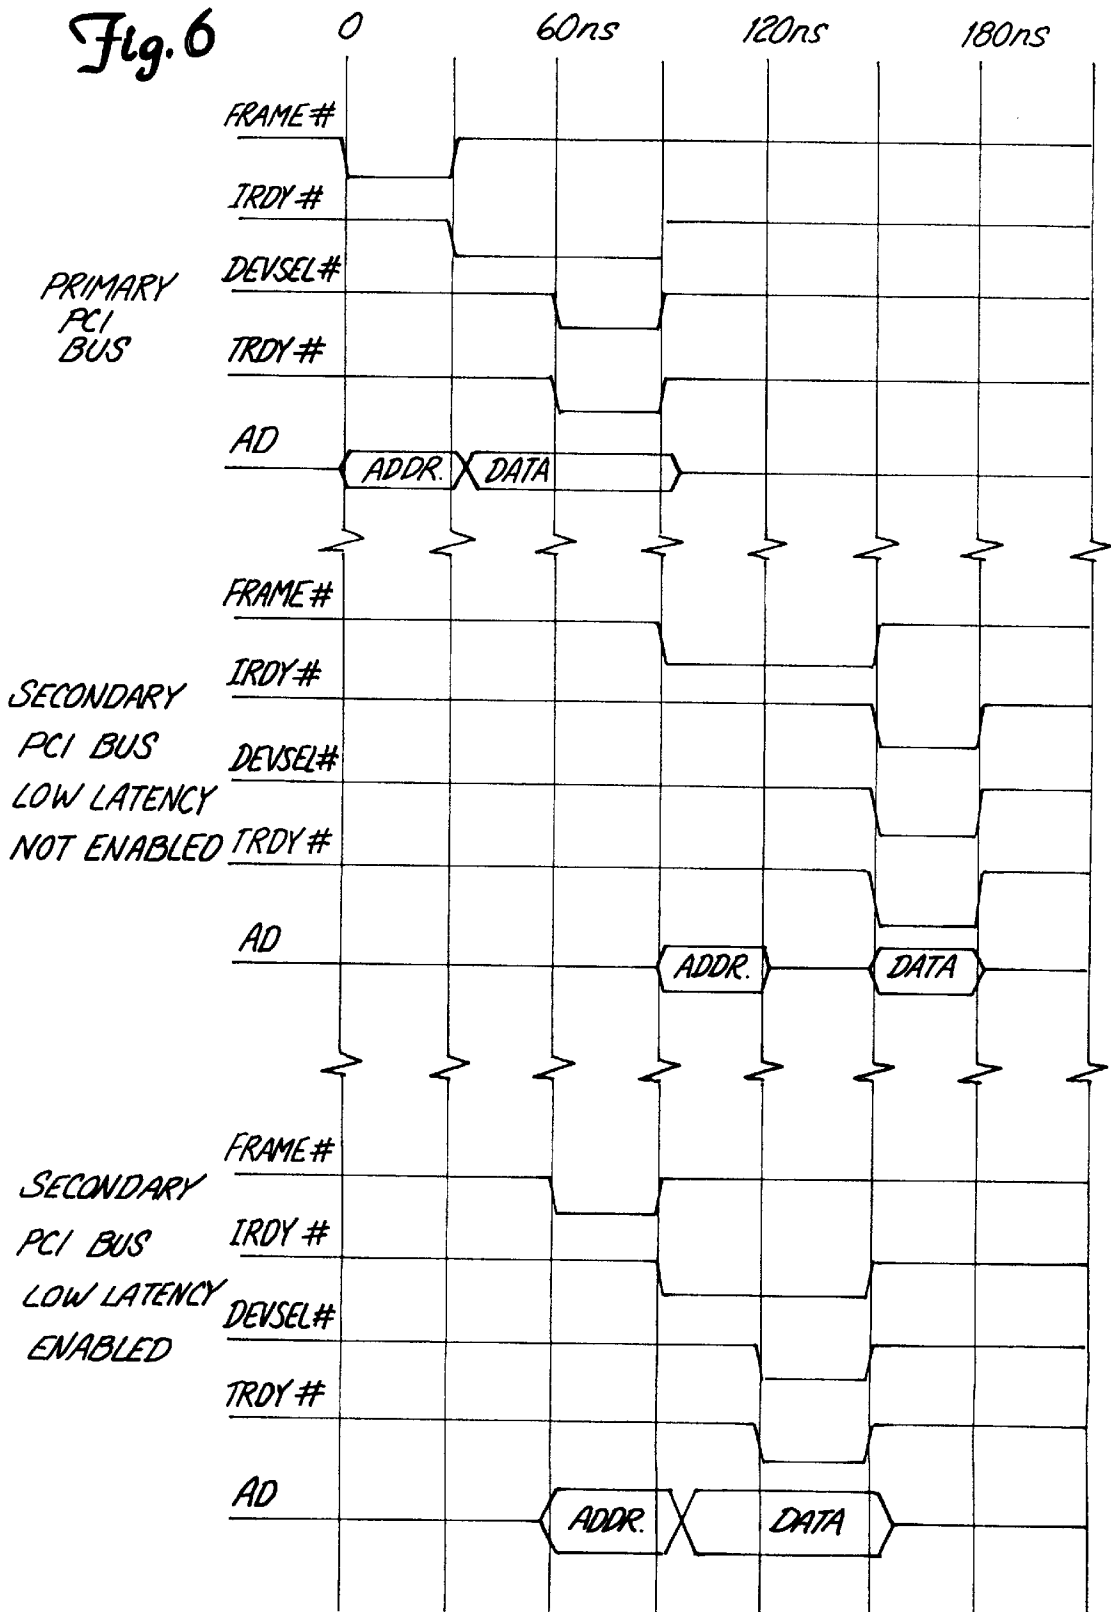 Fig. 6
0 60ns 120ns 180ns
PRIMARY
PCI
BUS
FRAME#
IRDY#
DEVSEL#
TRDY#
AD
ADDR. DATA
SECONDARY
PCI BUS
LOW LATENCY
NOT ENABLED
FRAME#
IRDY#
DEVSEL#
TRDY#
AD
ADDR. DATA
SECONDARY
PCI BUS
LOW LATENCY
ENABLED
FRAME#
IRDY#
DEVSEL#
TRDY#
AD
ADDR. DATA